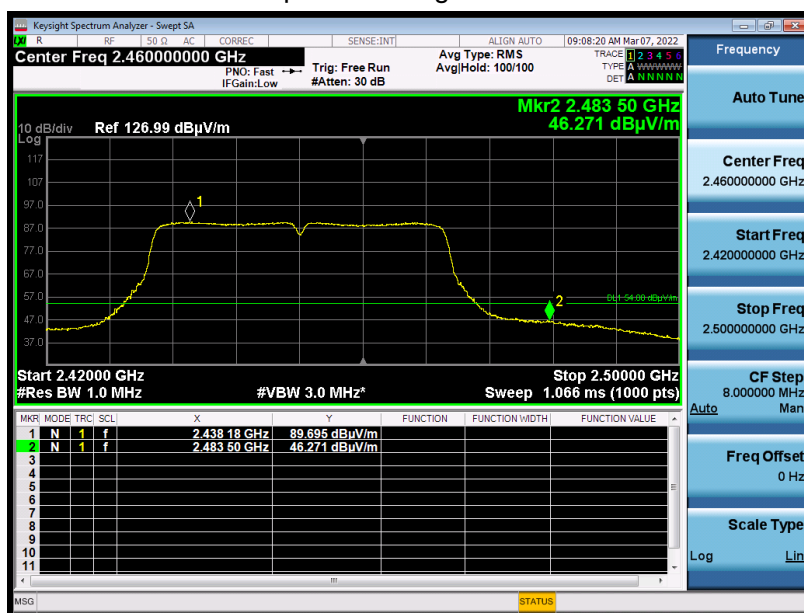 Keysight Spectrum Analyzer - Swept SA
LXI R RF 50 Ω AC CORREC SENSE:INT ALIGN AUTO 09:08:20 AM Mar 07, 2022
Center Freq 2.460000000 GHz
PNO: Fast
IFGain:Low
Trig: Free Run
#Atten: 30 dB
Avg Type: RMS
Avg|Hold: 100/100
TRACE 1 2 3 4 5 6
TYPE A WWWWW
DET A N N N N N
Mkr2 2.483 50 GHz
46.271 dBµV/m
10 dB/div Ref 126.99 dBµV/m
Log
117
107
97.0
87.0
77.0
67.0
57.0
47.0
37.0
1
2
DL1 54.00 dBµV/m
Start 2.42000 GHz Stop 2.50000 GHz
#Res BW 1.0 MHz #VBW 3.0 MHz* Sweep 1.066 ms (1000 pts)
MKR MODE TRC SCL X Y FUNCTION FUNCTION WIDTH FUNCTION VALUE
1 N 1 f 2.438 18 GHz 89.695 dBµV/m
2 N 1 f 2.483 50 GHz 46.271 dBµV/m
3
4
5
6
7
8
9
10
11
MSG STATUS
Frequency
Auto Tune
Center Freq
2.460000000 GHz
Start Freq
2.420000000 GHz
Stop Freq
2.500000000 GHz
CF Step
8.000000 MHz
Auto Man
Freq Offset
0 Hz
Scale Type
Log Lin